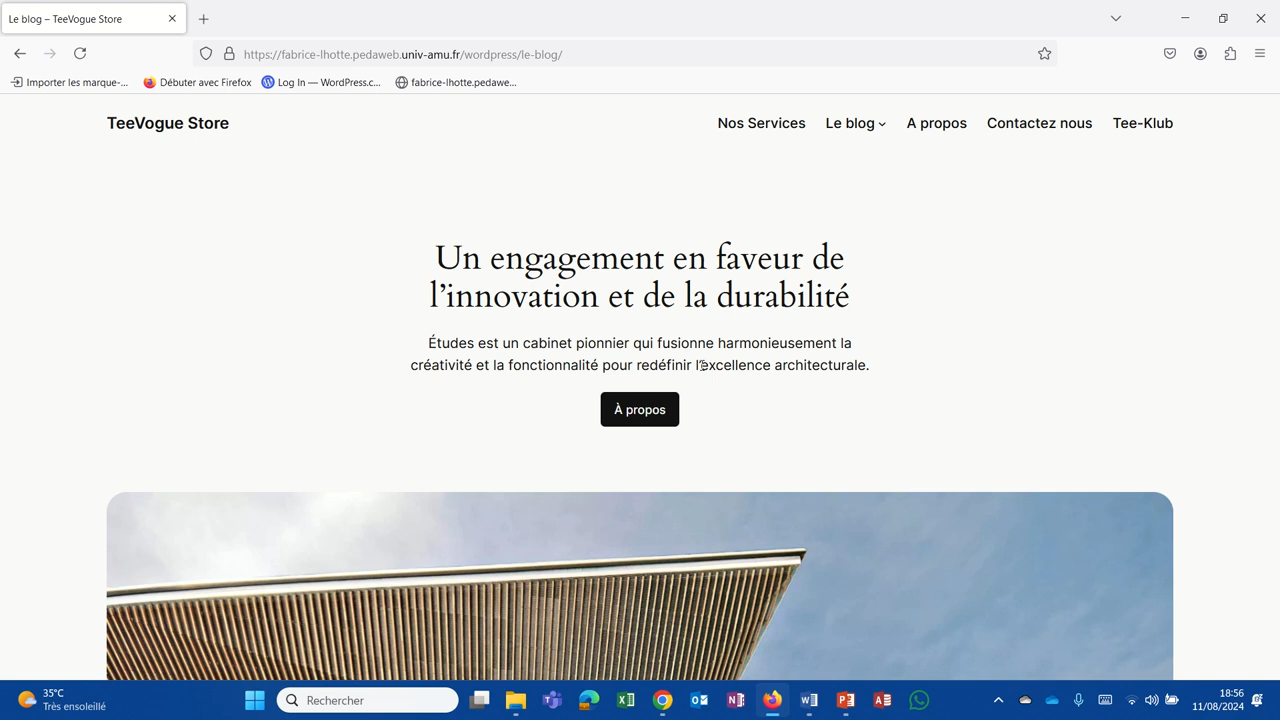 Le blog – TeeVogue Store
https://fabrice-lhotte.pedaweb.univ-amu.fr/wordpress/le-blog/
Importer les marque-... Débuter avec Firefox Log In — WordPress.c... fabrice-lhotte.pedawe...
TeeVogue Store Nos Services Le blog A propos Contactez nous Tee-Klub
Un engagement en faveur de
l’innovation et de la durabilité
Études est un cabinet pionnier qui fusionne harmonieusement la
créativité et la fonctionnalité pour redéfinir l’excellence architecturale.
À propos
35°C
Très ensoleillé
Rechercher
18:56
11/08/2024